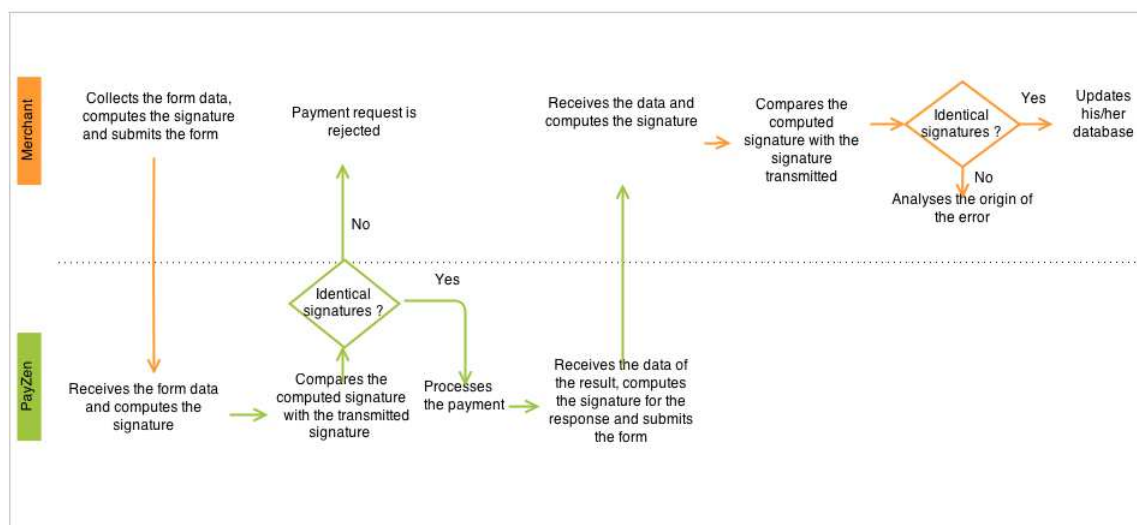 Merchant
Collects the form data,
computes the signature
and submits the form
Payment request is
rejected
Receives the data and
computes the signature
Compares the
computed
signature with the
signature
transmitted
Identical
signatures ?
Yes
Updates
his/her
database
No
Analyses the origin of
the error
No
Identical
signatures ?
Yes
PayZen
Receives the form data
and computes the
signature
Compares the
computed signature
with the transmitted
signature
Processes
the payment
Receives the data of
the result, computes
the signature for the
response and submits
the form